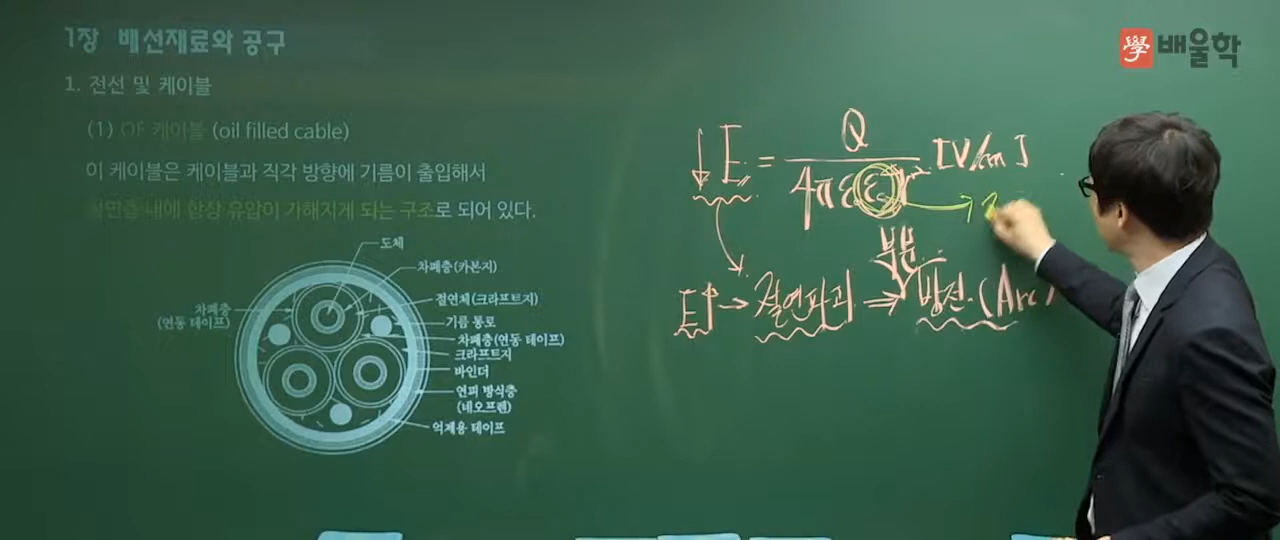 1장 배선재료와 공구
學 배울학
1. 전선 및 케이블
(1) OF 케이블 (oil filled cable)
이 케이블은 케이블과 직각 방향에 기름이 출입해서
절연층 내에 항상 유압이 가해지게 되는 구조로 되어 있다.
도체
차폐층(카본지)
절연체(크라프트지)
차폐층
(연동 테이프)
기름 통로
차폐층(연동 테이프)
크라프트지
바인더
연피 방식층
(네오프렌)
억제용 테이프
↓E = Q / 4πεε r² [V/m]
부분
E↑ → 절연파괴 ⇒ 방전 (Arc)